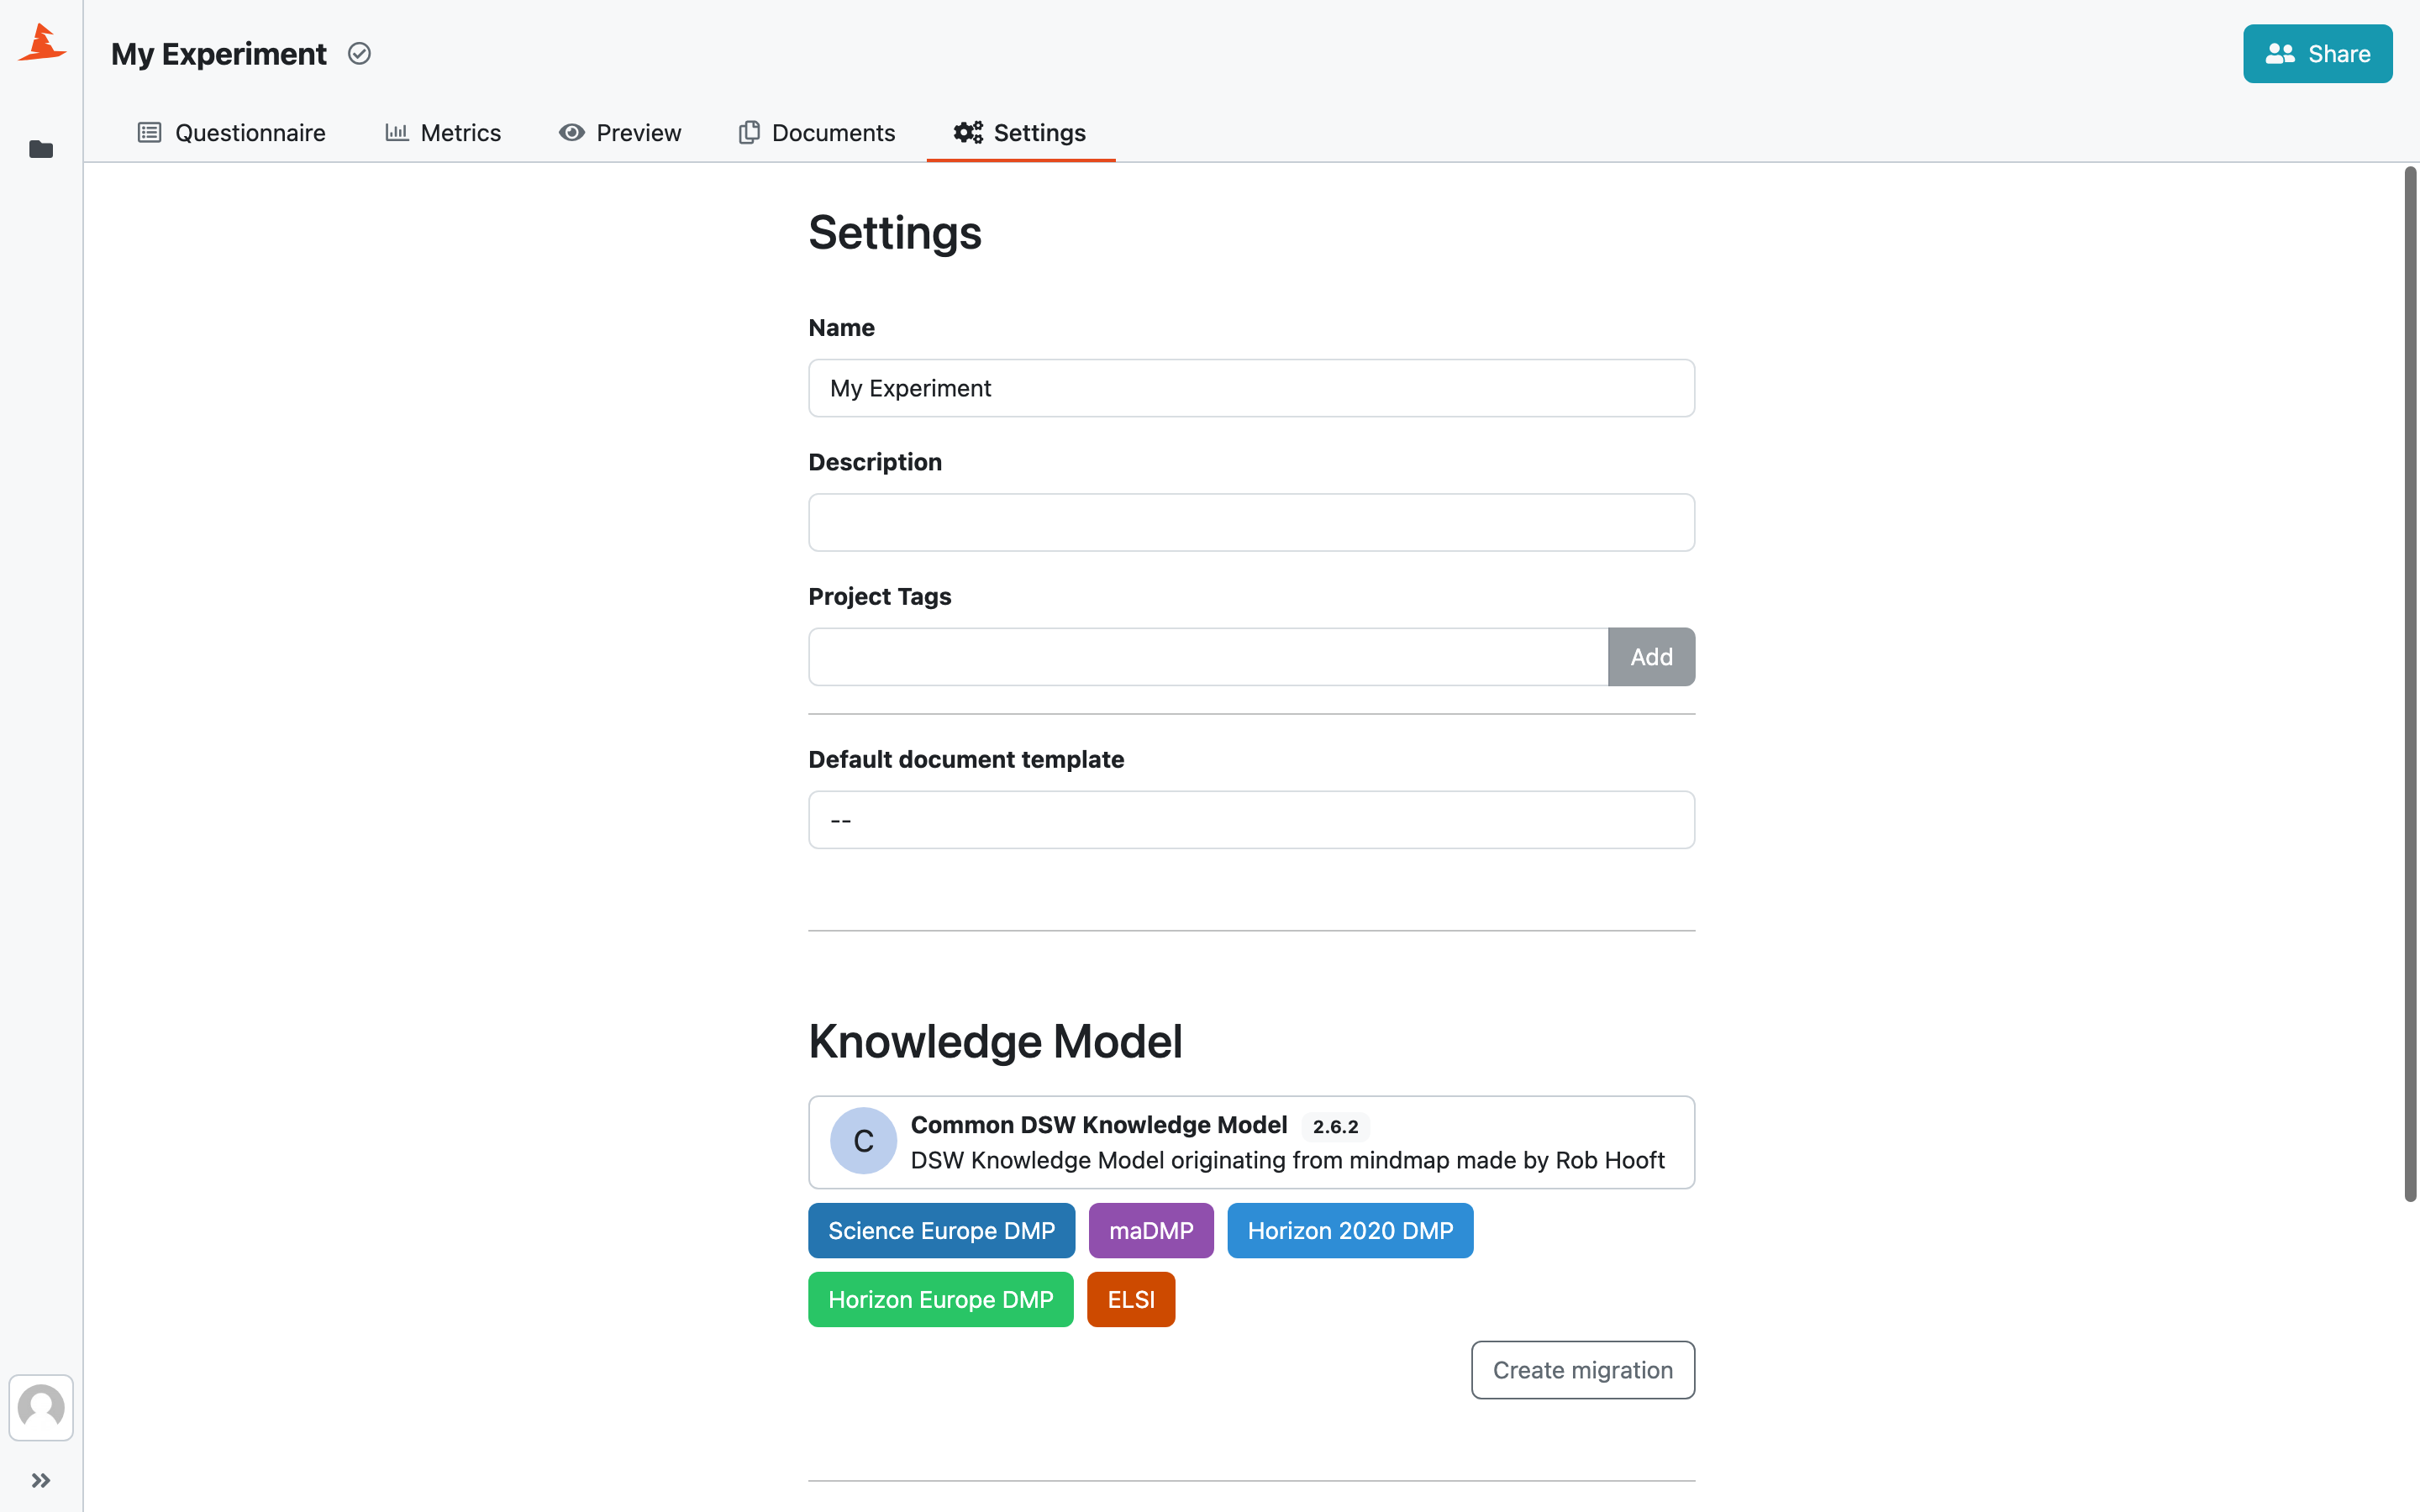 My Experiment
Share
Questionnaire Metrics Preview Documents Settings
Settings
Name
My Experiment
Description
Project Tags
Add
Default document template
--
Knowledge Model
C
Common DSW Knowledge Model 2.6.2
DSW Knowledge Model originating from mindmap made by Rob Hooft
Science Europe DMP maDMP Horizon 2020 DMP
Horizon Europe DMP ELSI
Create migration